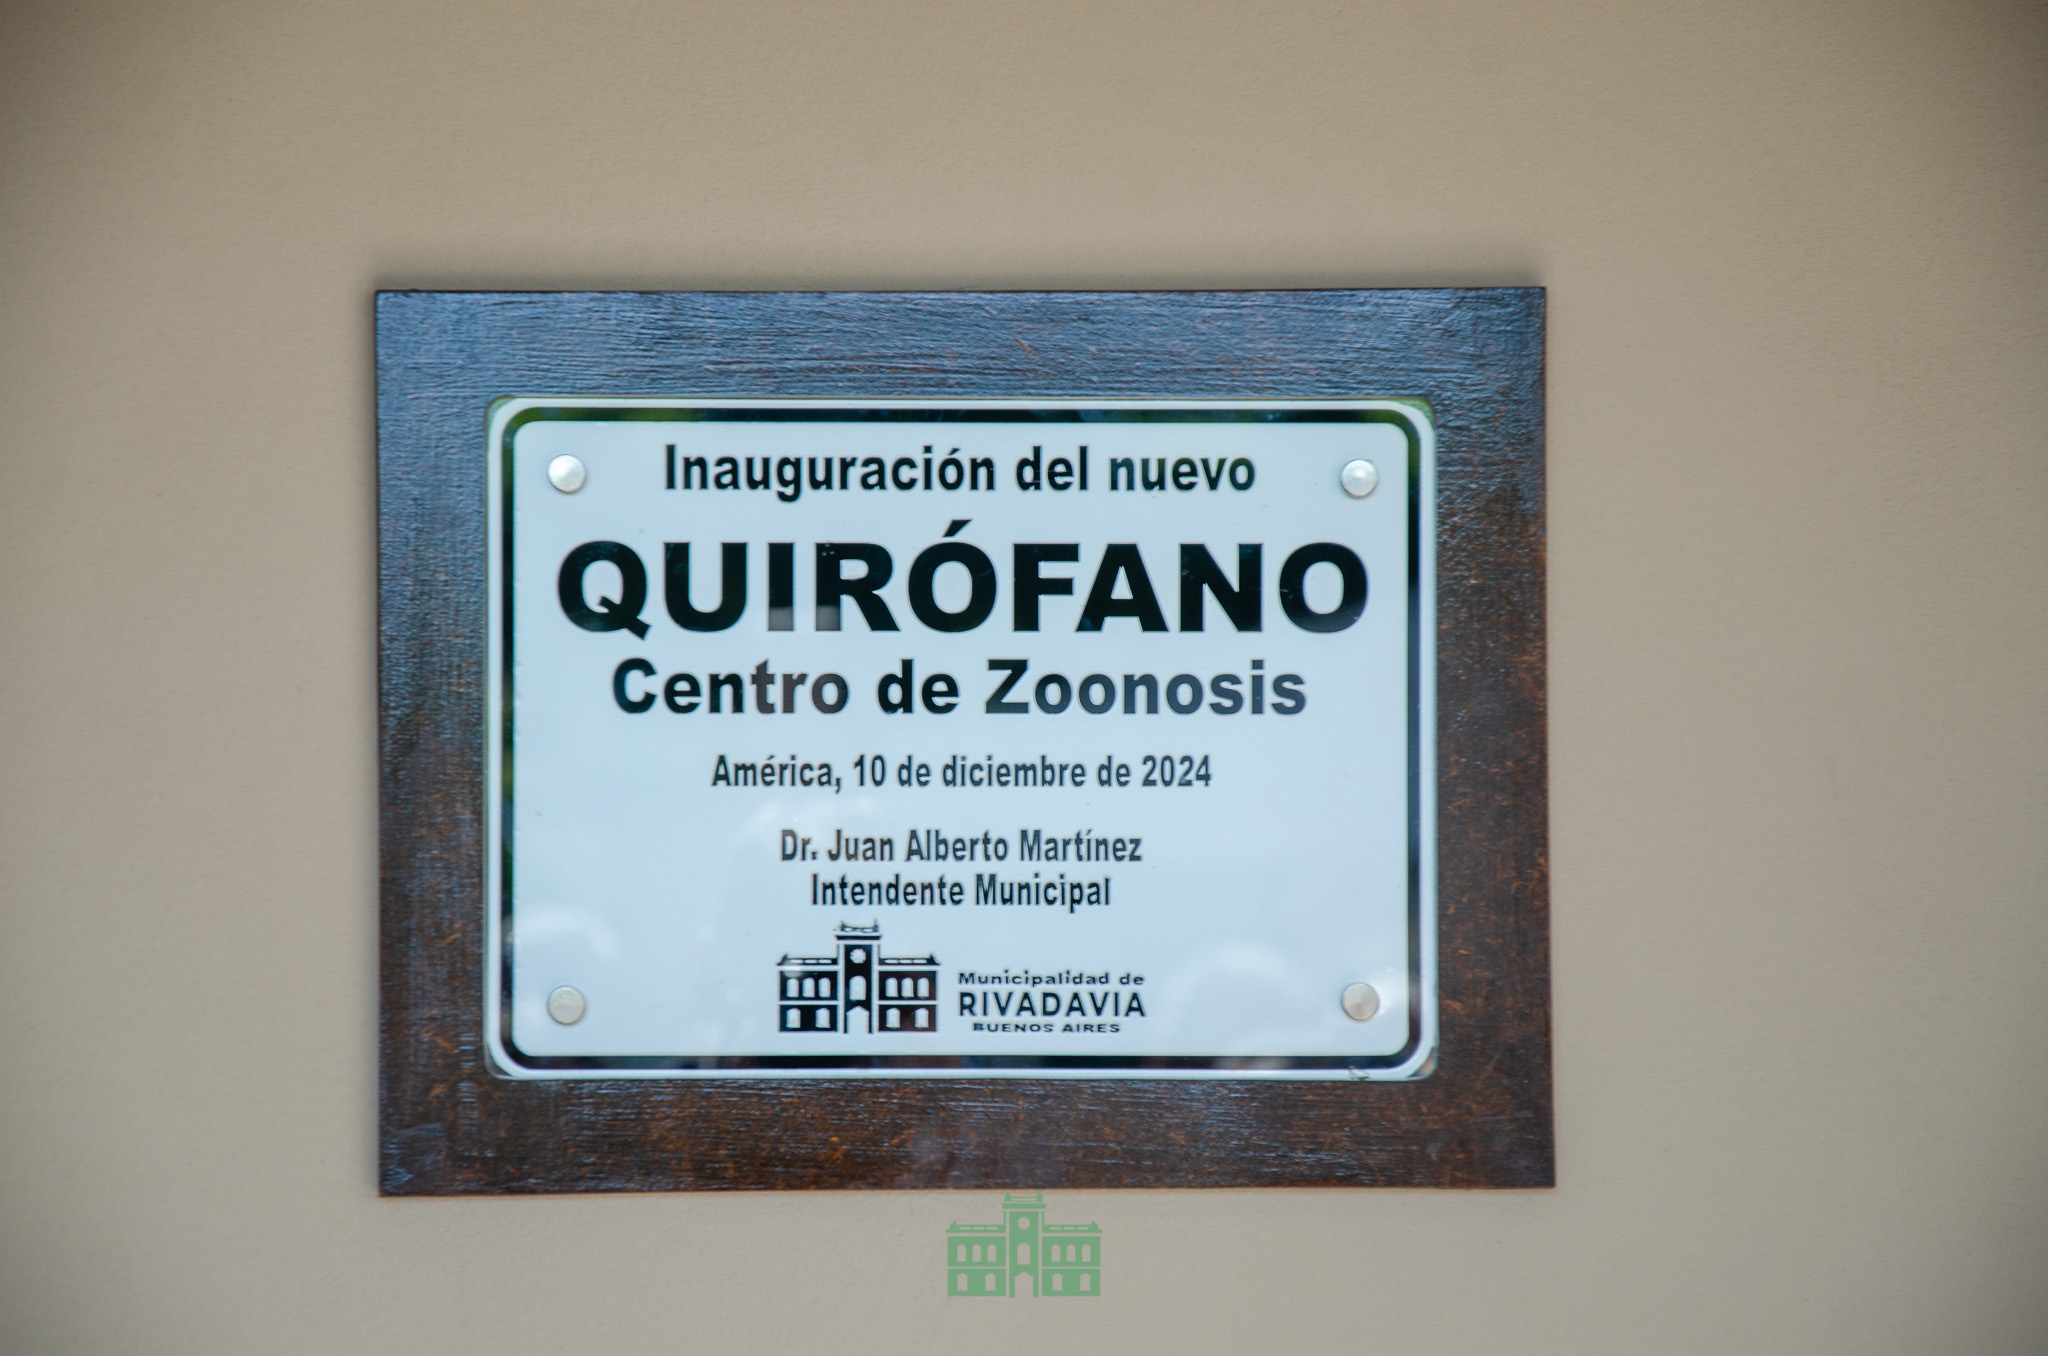 Inauguración del nuevo
QUIRÓFANO
Centro de Zoonosis
América, 10 de diciembre de 2024
Dr. Juan Alberto Martínez
Intendente Municipal
Municipalidad de
RIVADAVIA
BUENOS AIRES